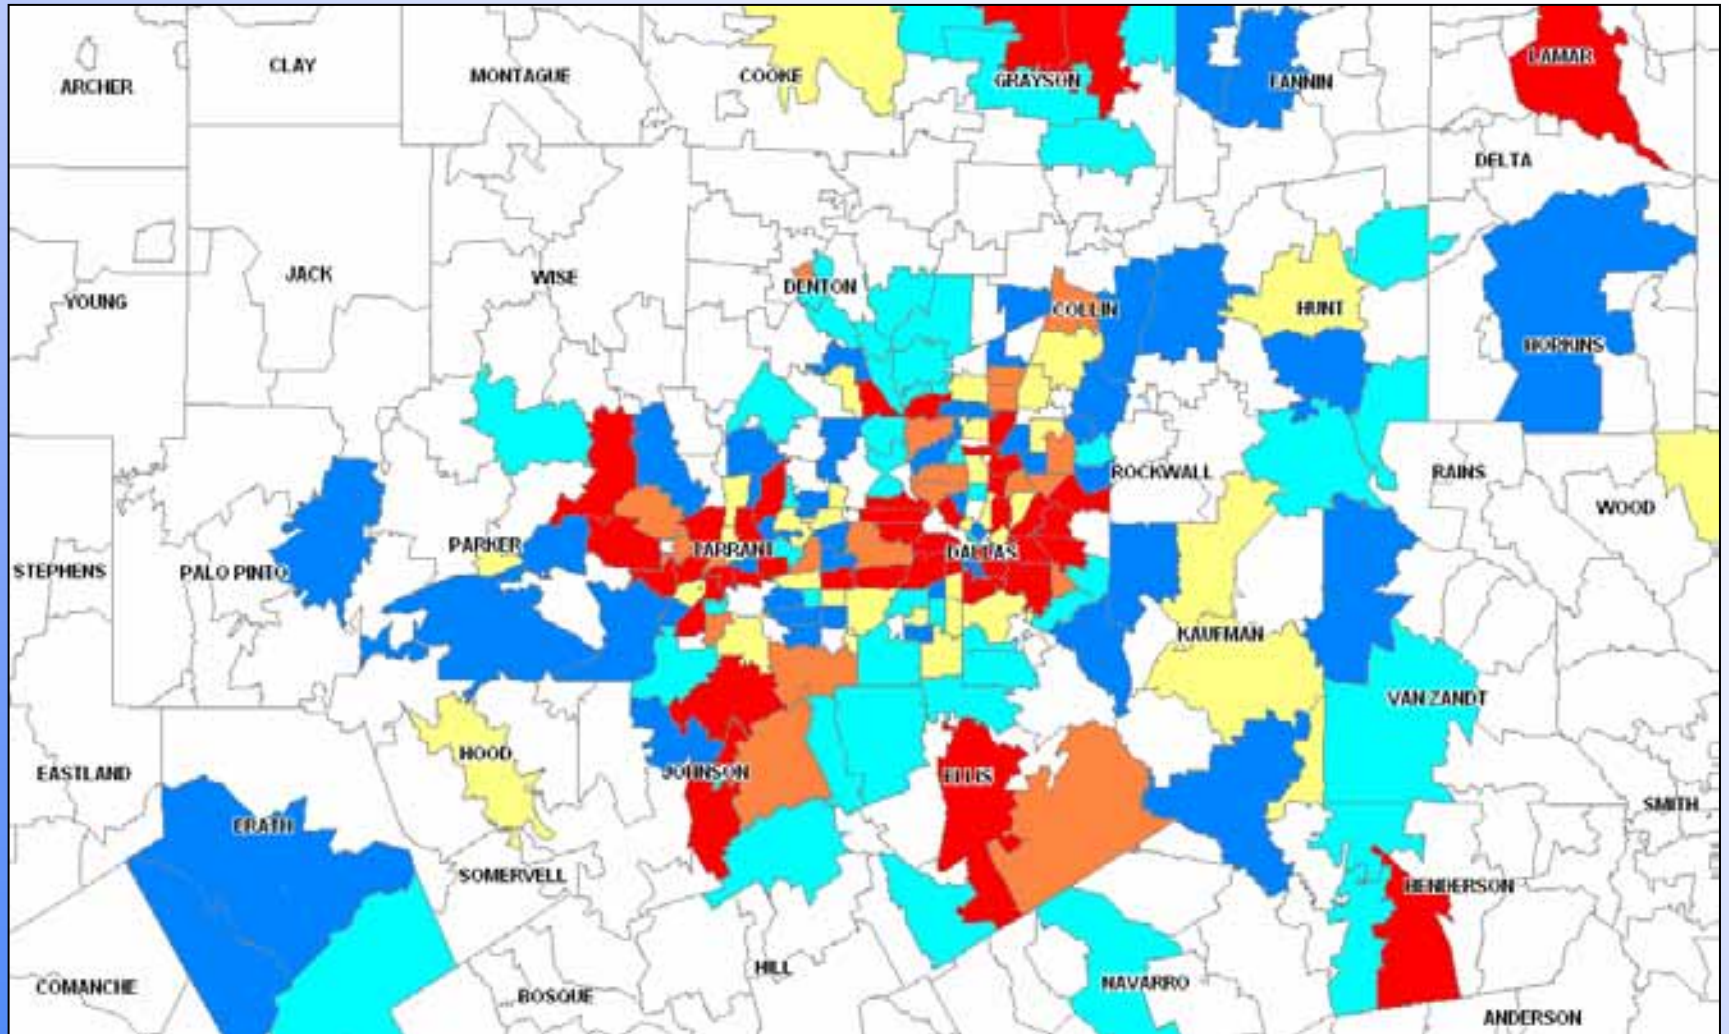 CLAY
MONTAGUE
COOKE
GRAYSON
FANNIN
LAMAR
ARCHER
DELTA
JACK
WISE
DENTON
COLLIN
HUNT
YOUNG
HOPKINS
ROCKWALL
RAINS
WOOD
PARKER
TARRANT
DALLAS
STEPHENS
PALO PINTO
KAUFMAN
VAN ZANDT
HOOD
EASTLAND
JOHNSON
ELLIS
SMITH
ERATH
SOMERVELL
HENDERSON
HILL
COMANCHE
BOSQUE
NAVARRO
ANDERSON